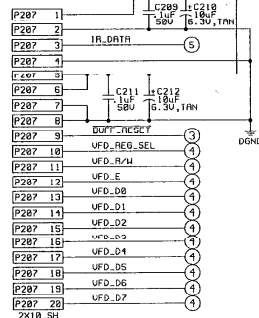 C209 C210
.1uF 10uF
50V 6.3V,TAN
P207 1
P207 2
P207 3 IR_DATA 5
P207
P207 5
P207 6
P207 7
C211 C212
.1uF 10uF
50V 6.3V,TAN
P207 8
DGND
P207 9 BUFF_RESET 3
P207 10 VFD_REG_SEL 4
P207 11 VFD_R/W 4
P207 12 VFD_E 4
P207 13 VFD_D0 4
P207 14 VFD_D1 4
P207 15 VFD_D2 4
P207 16 VFD_D3 4
P207 17 VFD_D4 4
P207 18 VFD_D5 4
P207 19 VFD_D6 4
P207 20 VFD_D7 4
2X10 SH